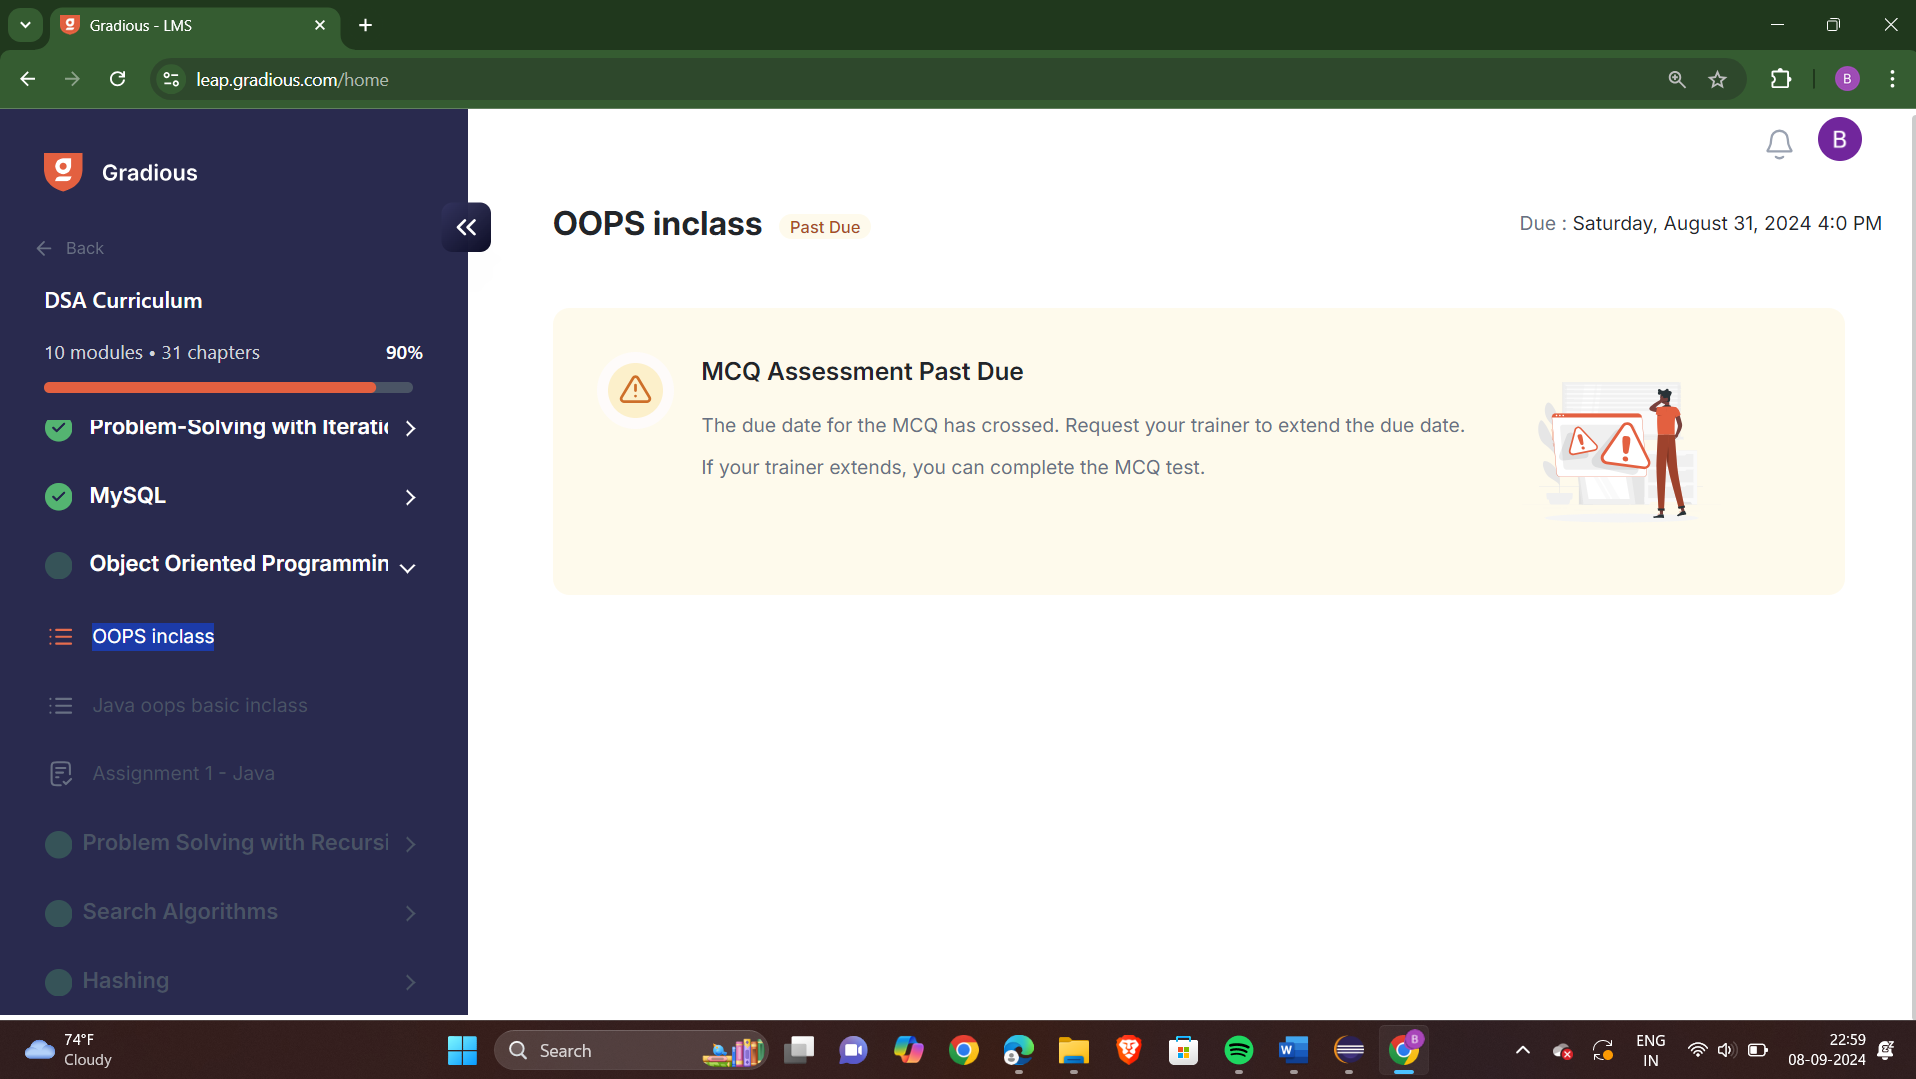 Gradious - LMS
leap.gradious.com/home
B
Gradious
B
Back
OOPS inclass
Past Due
Due : Saturday, August 31, 2024 4:0 PM
DSA Curriculum
10 modules • 31 chapters
90%
Problem-Solving with Iteratic
MySQL
Object Oriented Programmin
OOPS inclass
Java oops basic inclass
Assignment 1 - Java
Problem Solving with Recursi
Search Algorithms
Hashing
MCQ Assessment Past Due
The due date for the MCQ has crossed. Request your trainer to extend the due date.
If your trainer extends, you can complete the MCQ test.
74°F
Cloudy
Search
W
B
ENG
IN
22:59
08-09-2024